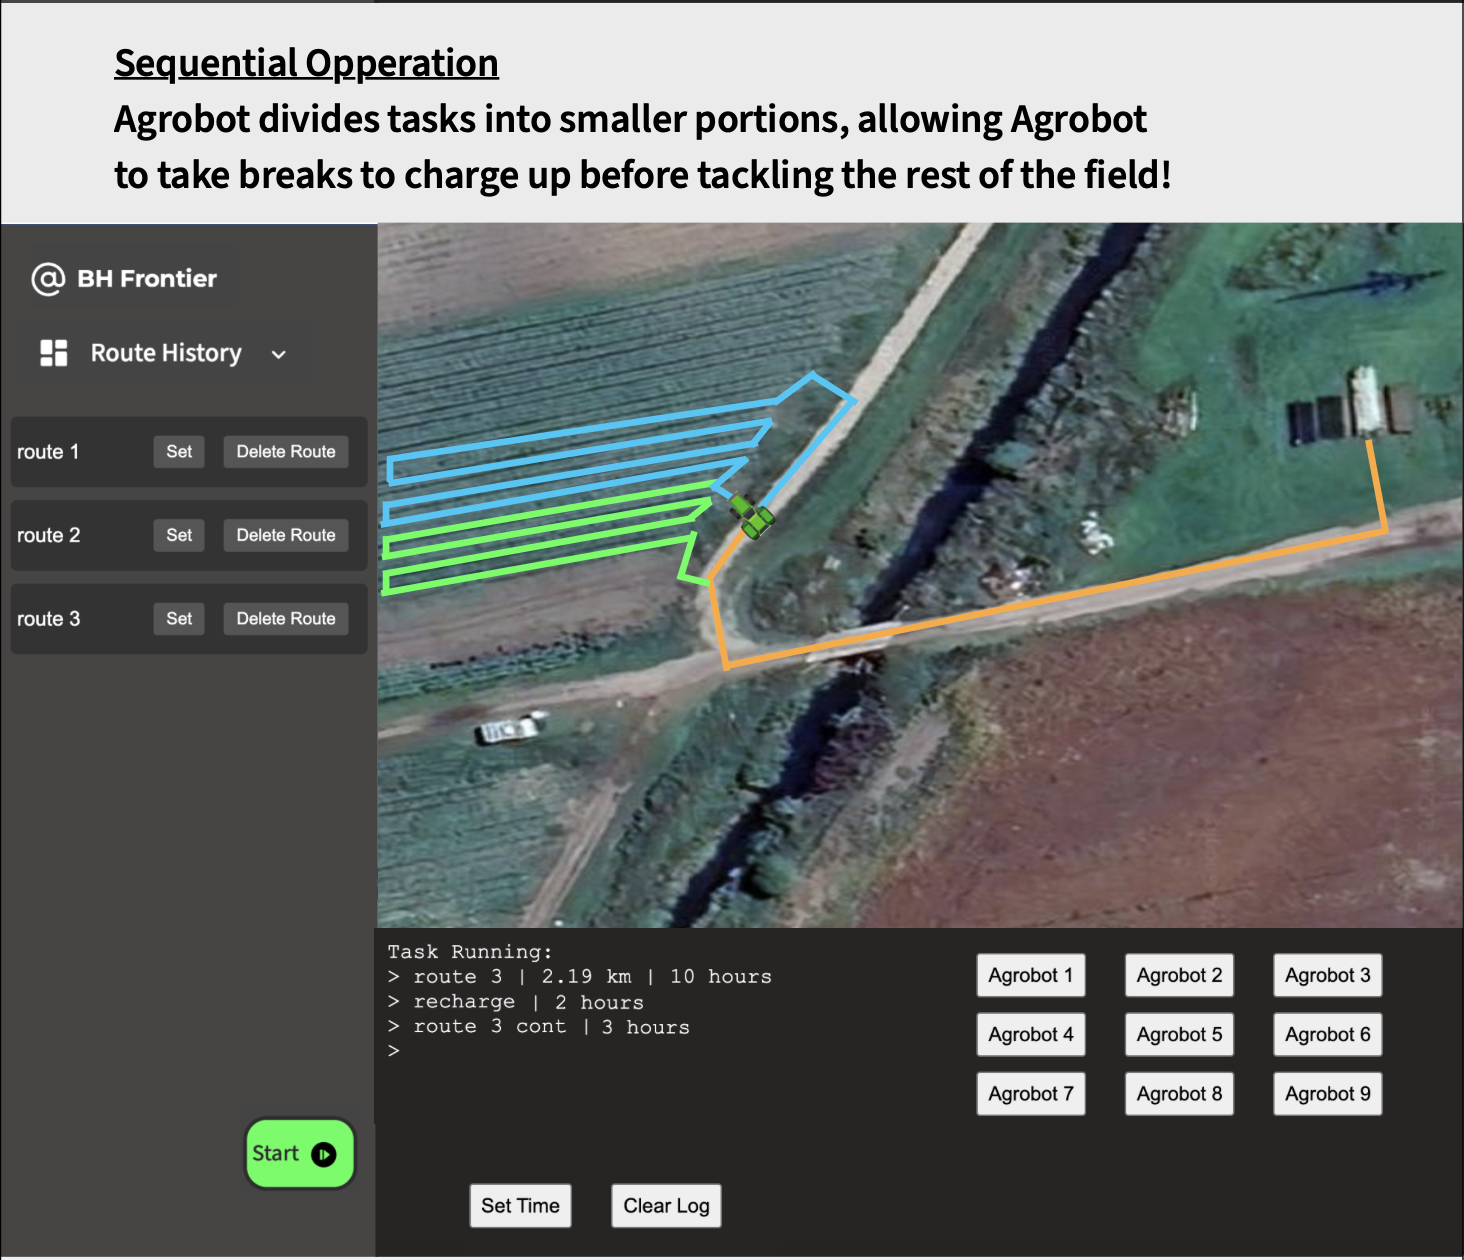 Sequential Opperation
Agrobot divides tasks into smaller portions, allowing Agrobot
to take breaks to charge up before tackling the rest of the field!
@ BH Frontier
Route History
route 1 Set Delete Route
route 2 Set Delete Route
route 3 Set Delete Route
Start
Task Running:
> route 3 | 2.19 km | 10 hours
> recharge | 2 hours
> route 3 cont | 3 hours
>
Agrobot 1 Agrobot 2 Agrobot 3
Agrobot 4 Agrobot 5 Agrobot 6
Agrobot 7 Agrobot 8 Agrobot 9
Set Time Clear Log